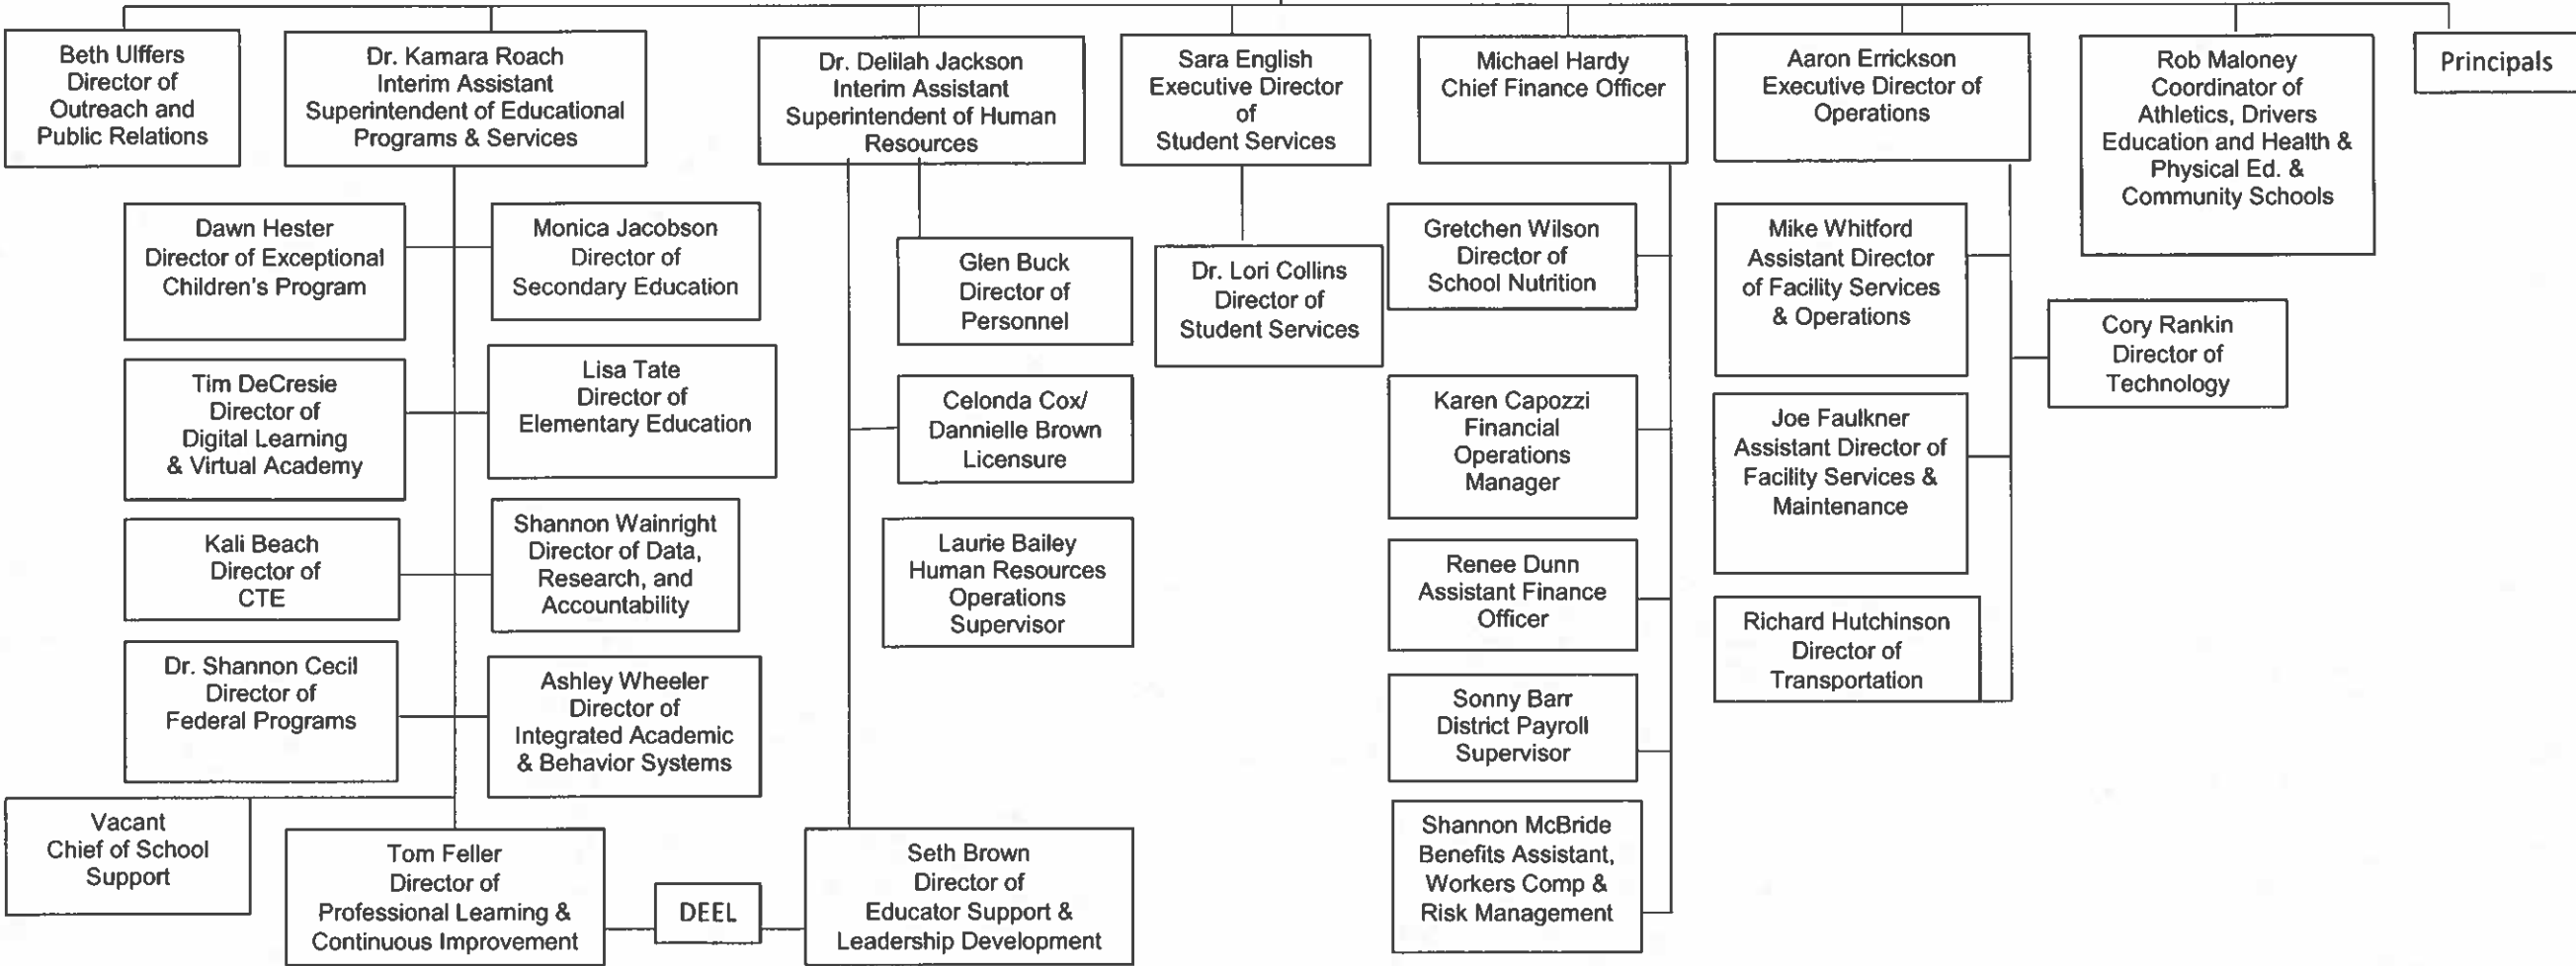 Beth Ulffers
Director of
Outreach and
Public Relations
Dr. Kamara Roach
Interim Assistant
Superintendent of Educational
Programs & Services
Dr. Delilah Jackson
Interim Assistant
Superintendent of Human
Resources
Sara English
Executive Director
of
Student Services
Michael Hardy
Chief Finance Officer
Aaron Errickson
Executive Director of
Operations
Rob Maloney
Coordinator of
Athletics, Drivers
Education and Health &
Physical Ed. &
Community Schools
Principals
Dawn Hester
Director of Exceptional
Children's Program
Monica Jacobson
Director of
Secondary Education
Tim DeCresie
Director of
Digital Learning
& Virtual Academy
Lisa Tate
Director of
Elementary Education
Kali Beach
Director of
CTE
Shannon Wainright
Director of Data,
Research, and
Accountability
Dr. Shannon Cecil
Director of
Federal Programs
Ashley Wheeler
Director of
Integrated Academic
& Behavior Systems
Vacant
Chief of School
Support
Tom Feller
Director of
Professional Learning &
Continuous Improvement
DEEL
Seth Brown
Director of
Educator Support &
Leadership Development
Glen Buck
Director of
Personnel
Celonda Cox/
Dannielle Brown
Licensure
Laurie Bailey
Human Resources
Operations
Supervisor
Dr. Lori Collins
Director of
Student Services
Gretchen Wilson
Director of
School Nutrition
Karen Capozzi
Financial
Operations
Manager
Renee Dunn
Assistant Finance
Officer
Sonny Barr
District Payroll
Supervisor
Shannon McBride
Benefits Assistant,
Workers Comp &
Risk Management
Mike Whitford
Assistant Director
of Facility Services
& Operations
Cory Rankin
Director of
Technology
Joe Faulkner
Assistant Director of
Facility Services &
Maintenance
Richard Hutchinson
Director of
Transportation